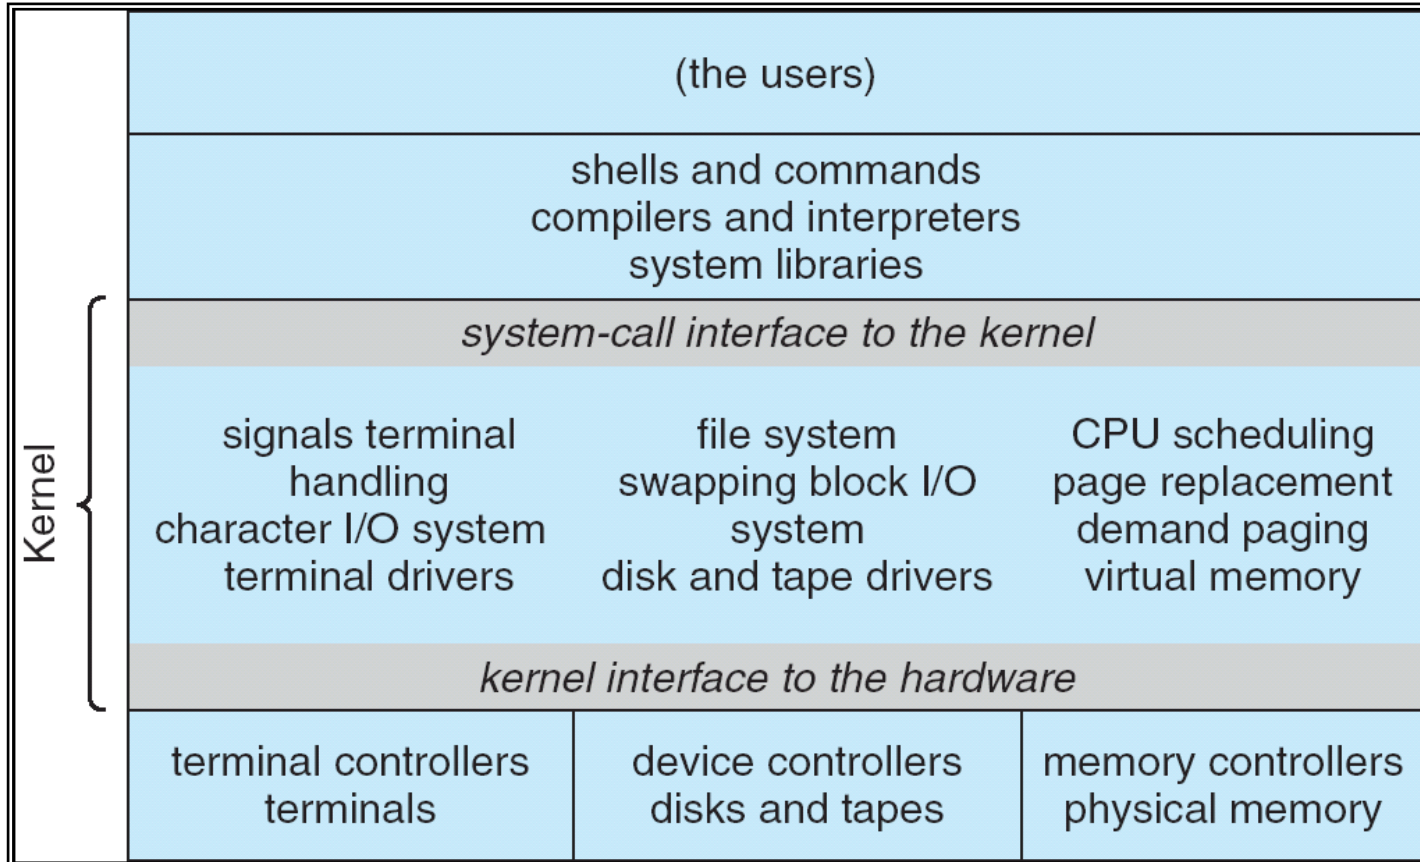 (the users)
shells and commands
compilers and interpreters
system libraries
Kernel
system-call interface to the kernel
signals terminal
handling
character I/O system
terminal drivers
file system
swapping block I/O
system
disk and tape drivers
CPU scheduling
page replacement
demand paging
virtual memory
kernel interface to the hardware
terminal controllers
terminals
device controllers
disks and tapes
memory controllers
physical memory